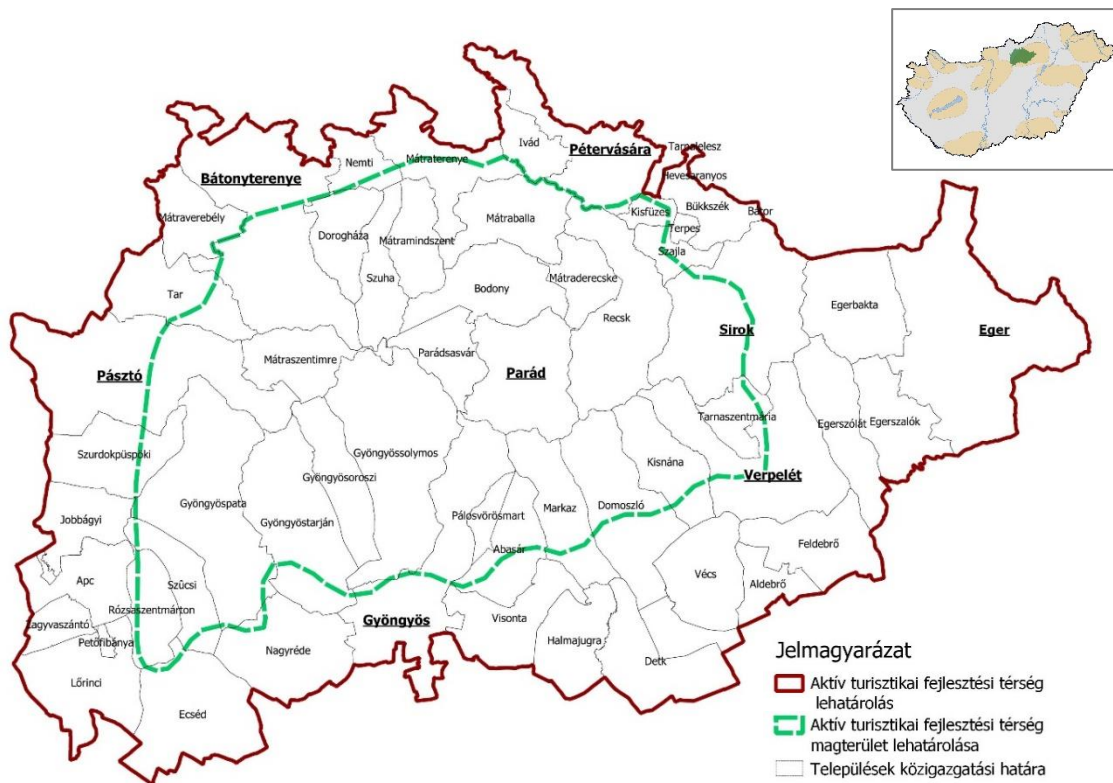 Ivád
Pétervására
Tarnalelesz
Nemti
Mátraterenye
Bátonyterenye
Hevesaranyos
Mátraverebély
Kisfüzes
Bükkszék
Bátor
Mátraballa
Terpes
Dorogháza
Mátramindszent
Szajla
Szuha
Mátraderecske
Bodony
Tar
Egerbakta
Recsk
Sirok
Eger
Mátraszentimre
Parádsasvár
Parád
Pásztó
Tarnaszentmária
Egerszólát
Egerszalók
Szurdokpüspöki
Gyöngyössolymos
Kisnána
Gyöngyösoroszi
Verpelét
Gyöngyöspata
Gyöngyöstarján
Pálosvörösmart
Markaz
Domoszló
Jobbágyi
Abasár
Feldebrő
Apc
Szűcsi
Vécs
Aldebrő
Rózsaszentmárton
Zagyvaszántó
Visonta
Gyöngyös
Petőfibánya
Halmajugra
Nagyréde
Detk
Lőrinci
Ecséd
Jelmagyarázat
Aktív turisztikai fejlesztési térség
lehatárolás
Aktív turisztikai fejlesztési térség
magterület lehatárolása
Települések közigazgatási határa